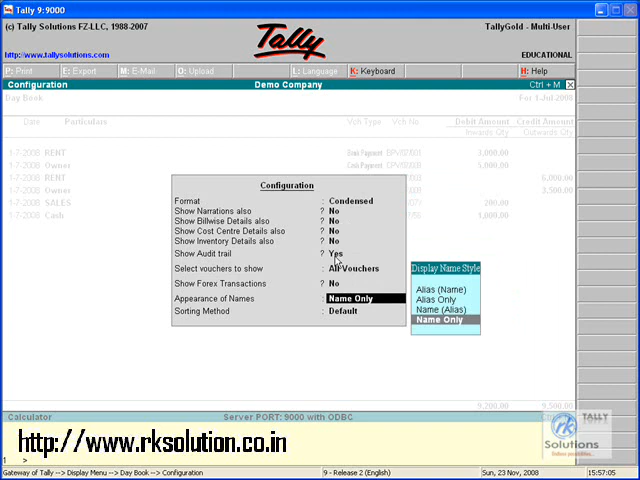 Tally 9:9000
(c) Tally Solutions FZ-LLC, 1988-2007
TallyGold - Multi-User
Tally
http://www.tallysolutions.com
EDUCATIONAL
P: Print
E: Export
M: E-Mail
O: Upload
L: Language
K: Keyboard
H: Help
Configuration
Demo Company
Ctrl + M
Day Book
For 1-Jul-2008
Date Particulars Vch Type Vch No Debit Amount Credit Amount
Inwards Qty Outwards Qty
1-7-2008 RENT Bank Payment 3,000.00
1-7-2008 Owner Cash Payment 5,000.00
1-7-2008 RENT 6,000.00
1-7-2008 Owner 3,500.00
1-7-2008 SALES 200.00
1-7-2008 Cash 1,000.00
Configuration
Format : Condensed
Show Narrations also ? No
Show Billwise Details also ? No
Show Cost Centre Details also ? No
Show Inventory Details also ? No
Show Audit trail ? Yes
Select vouchers to show : All Vouchers
Show Forex Transactions ? No
Appearance of Names : Name Only
Sorting Method : Default
Display Name Style
Alias (Name)
Alias Only
Name (Alias)
Name Only
9,200.00 9,500.00
Calculator
Server PORT: 9000 with ODBC
TALLY
rk
Solutions
http://www.rksolution.co.in
1 >
Gateway of Tally --> Display Menu --> Day Book --> Configuration
9 - Release 2 (English)
Sun, 23 Nov, 2008
15:57:05